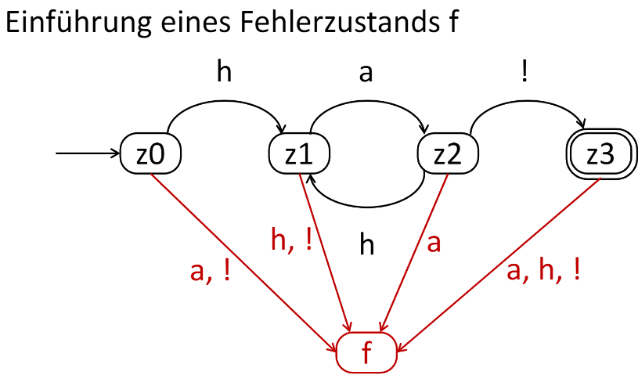 Einführung eines Fehlerzustands f
h a !
z0 z1 z2 z3
h, ! h a
a, ! a, h, !
f